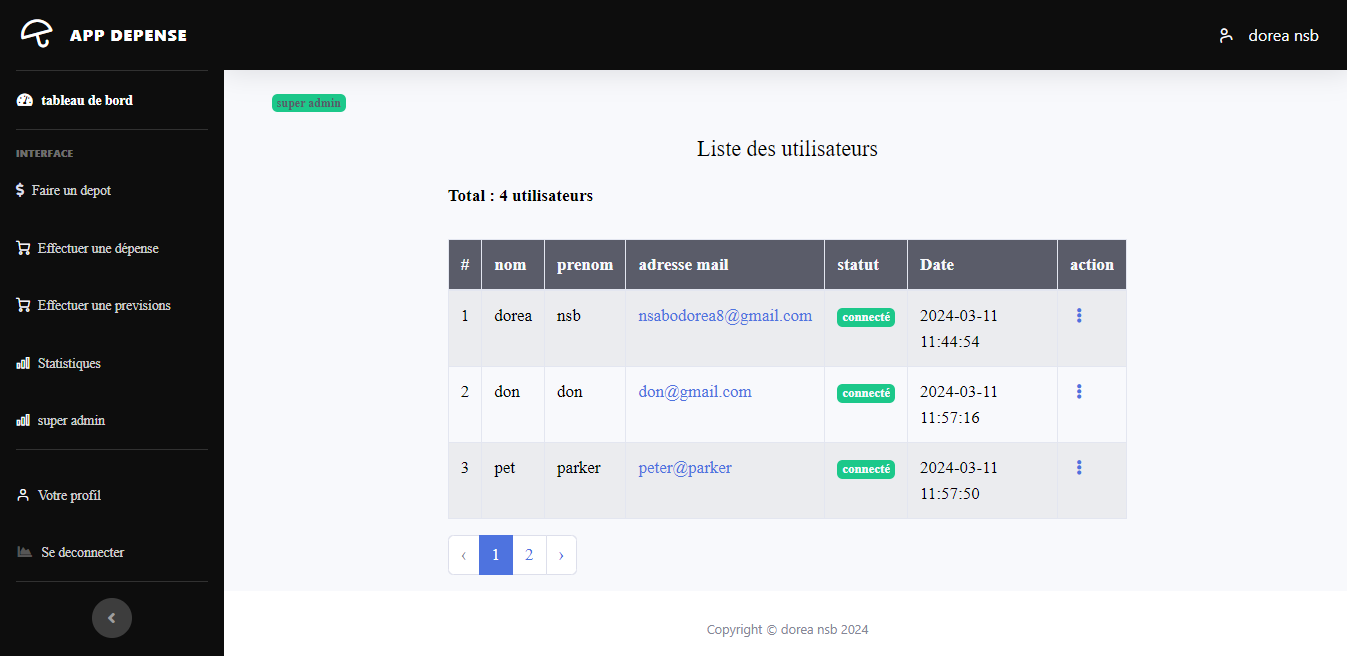 APP DEPENSE
dorea nsb
tableau de bord
INTERFACE
Faire un depot
Effectuer une dépense
Effectuer une previsions
Statistiques
super admin
Votre profil
Se deconnecter
super admin
Liste des utilisateurs
Total : 4 utilisateurs
# nom prenom adresse mail statut Date action
1 dorea nsb nsabodorea8@gmail.com connecté 2024-03-11
11:44:54
2 don don don@gmail.com connecté 2024-03-11
11:57:16
3 pet parker peter@parker connecté 2024-03-11
11:57:50
‹ 1 2 ›
Copyright © dorea nsb 2024